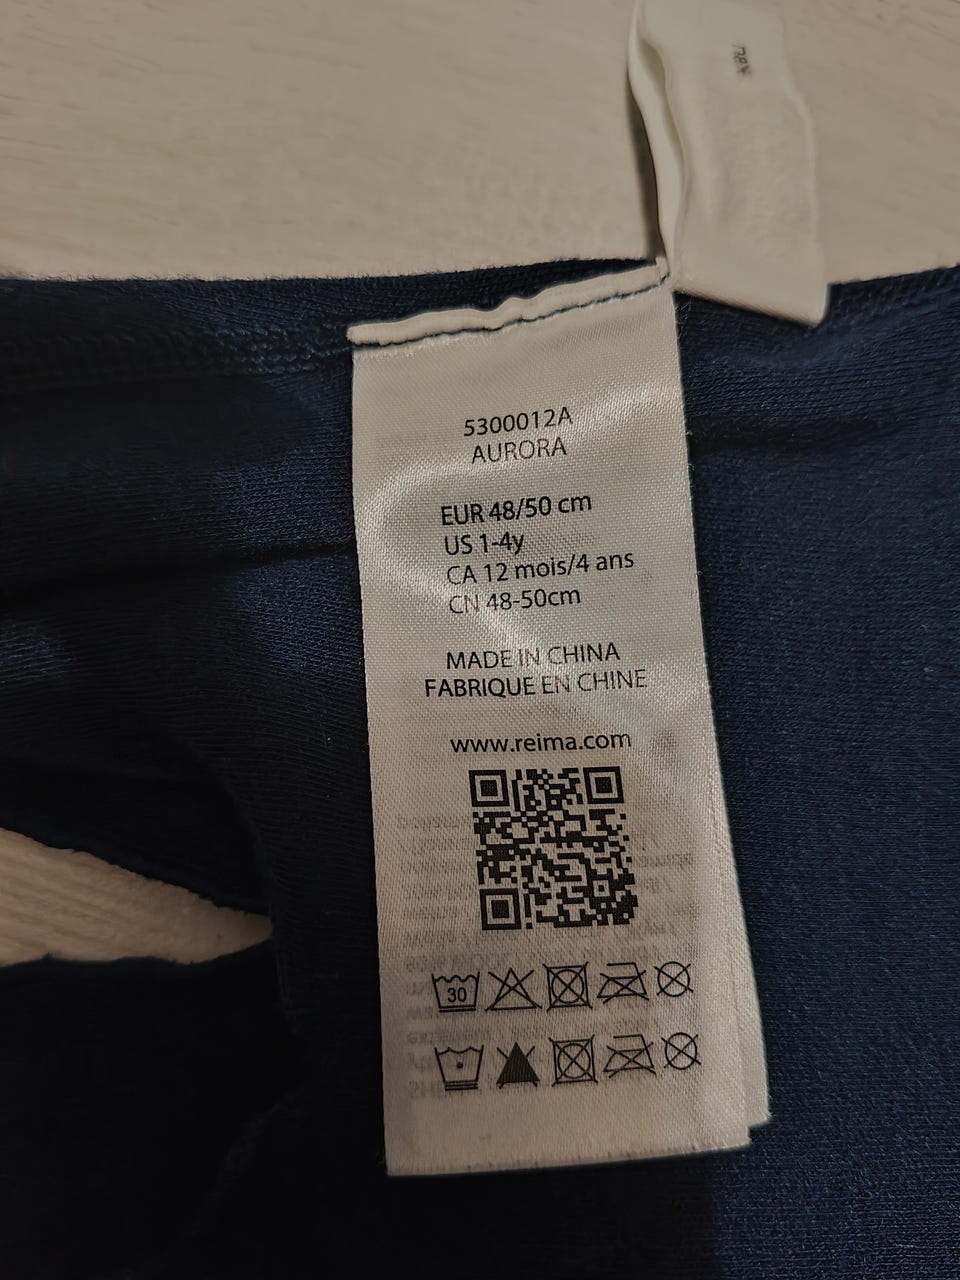 5300012A
AURORA
EUR 48/50 cm
US 1-4y
CA 12 mois/4 ans
CN 48-50cm
MADE IN CHINA
FABRIQUE EN CHINE
www.reima.com
30